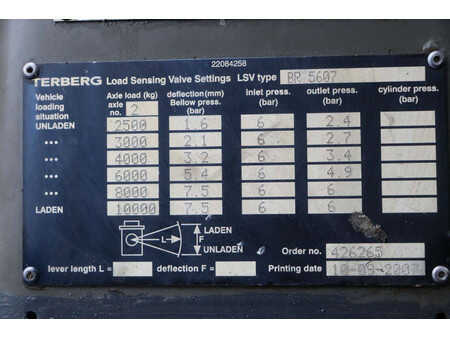 22084258
TERBERG Load Sensing Valve Settings LSV type BR 5607
Vehicle loading situation Axle load (kg) axle no. 2 deflection(mm) Bellow press. (bar) inlet press. (bar) outlet press. (bar) cylinder press. (bar)
UNLADEN 2500 1.6 6 2.4
••• 3000 2.1 6 2.7
••• 4000 3.2 6 3.4
••• 6000 5.4 6 4.9
••• 8000 7.5 6 6
LADEN 10000 7.5 6 6
L F LADEN UNLADEN
Order no. 426265
lever length L = deflection F = Printing date 10-09-2007